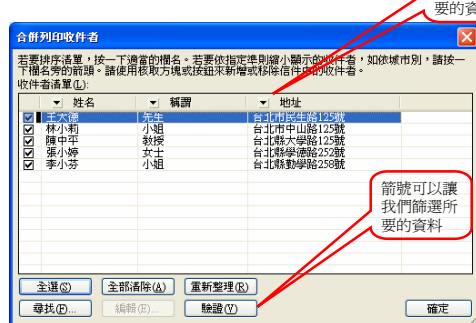 要的資
合併列印收件者
若要排序清單，按一下適當的欄名。若要依指定準則縮小顯示的收件者，如依城市別，請按一
下欄名旁的箭頭。請使用核取方塊或按鈕來新增或移除信件中的收件者。
收件者清單(L):
姓名 稱謂 地址
王大德 先生 台北市民生路125號
林小莉 小姐 台北市中山路125號
陳中平 教授 台北縣大學路125號
張小婷 女士 台北縣學德路252號
李小芬 小姐 台北縣勤學路258號
箭號可以讓
我們篩選所
要的資料
全選(S) 全部清除(A) 重新整理(R)
尋找(F)... 編輯(E)... 驗證(V) 確定